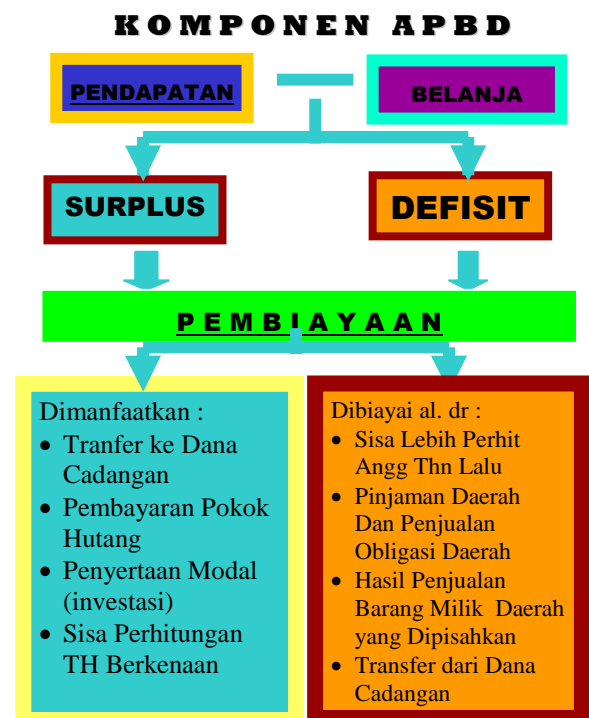 KOMPONEN APBD
PENDAPATAN
BELANJA
SURPLUS
DEFISIT
PEMBIAYAAN
Dimanfaatkan :
• Tranfer ke Dana
Cadangan
• Pembayaran Pokok
Hutang
• Penyertaan Modal
(investasi)
• Sisa Perhitungan
TH Berkenaan
Dibiayai al. dr :
• Sisa Lebih Perhit
Angg Thn Lalu
• Pinjaman Daerah
Dan Penjualan
Obligasi Daerah
• Hasil Penjualan
Barang Milik Daerah
yang Dipisahkan
• Transfer dari Dana
Cadangan